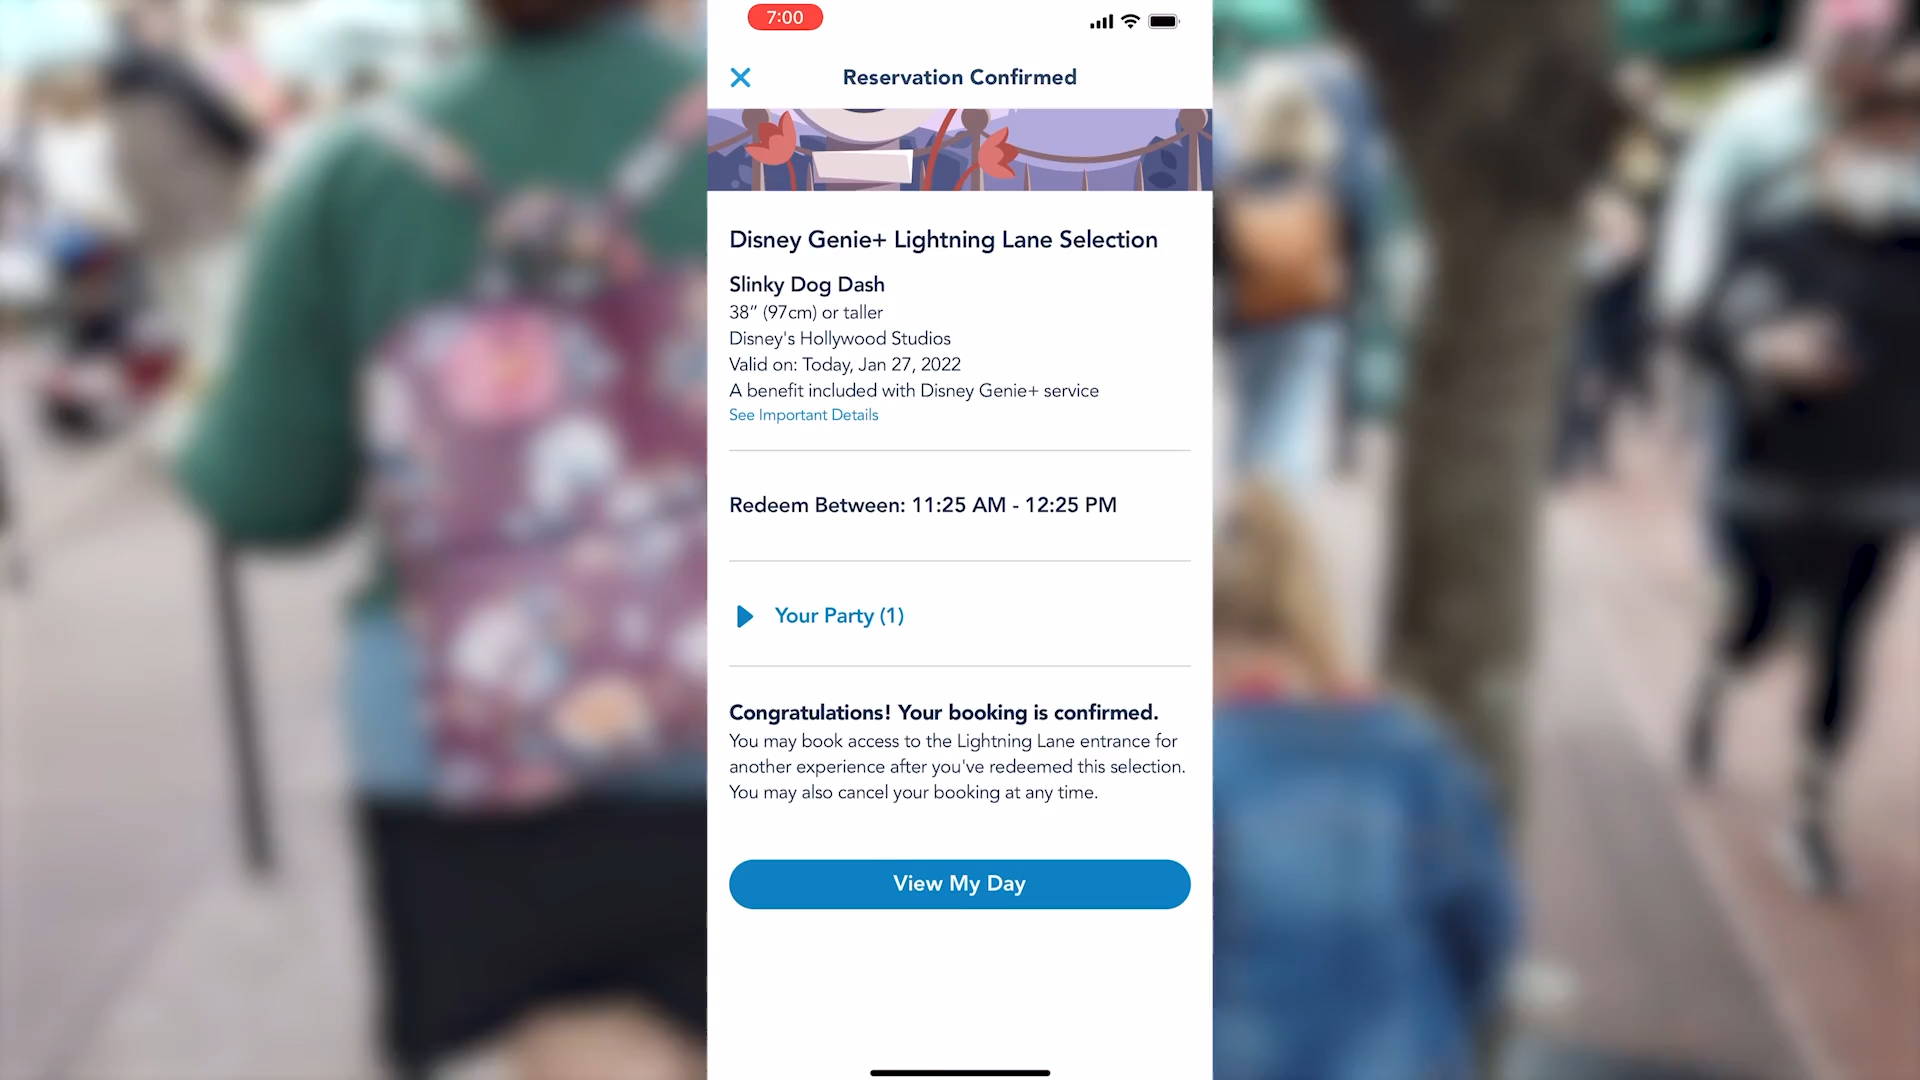 7:00
Reservation Confirmed
Disney Genie+ Lightning Lane Selection
Slinky Dog Dash
38” (97cm) or taller
Disney's Hollywood Studios
Valid on: Today, Jan 27, 2022
A benefit included with Disney Genie+ service
See Important Details
Redeem Between: 11:25 AM - 12:25 PM
Your Party (1)
Congratulations! Your booking is confirmed.
You may book access to the Lightning Lane entrance for
another experience after you've redeemed this selection.
You may also cancel your booking at any time.
View My Day